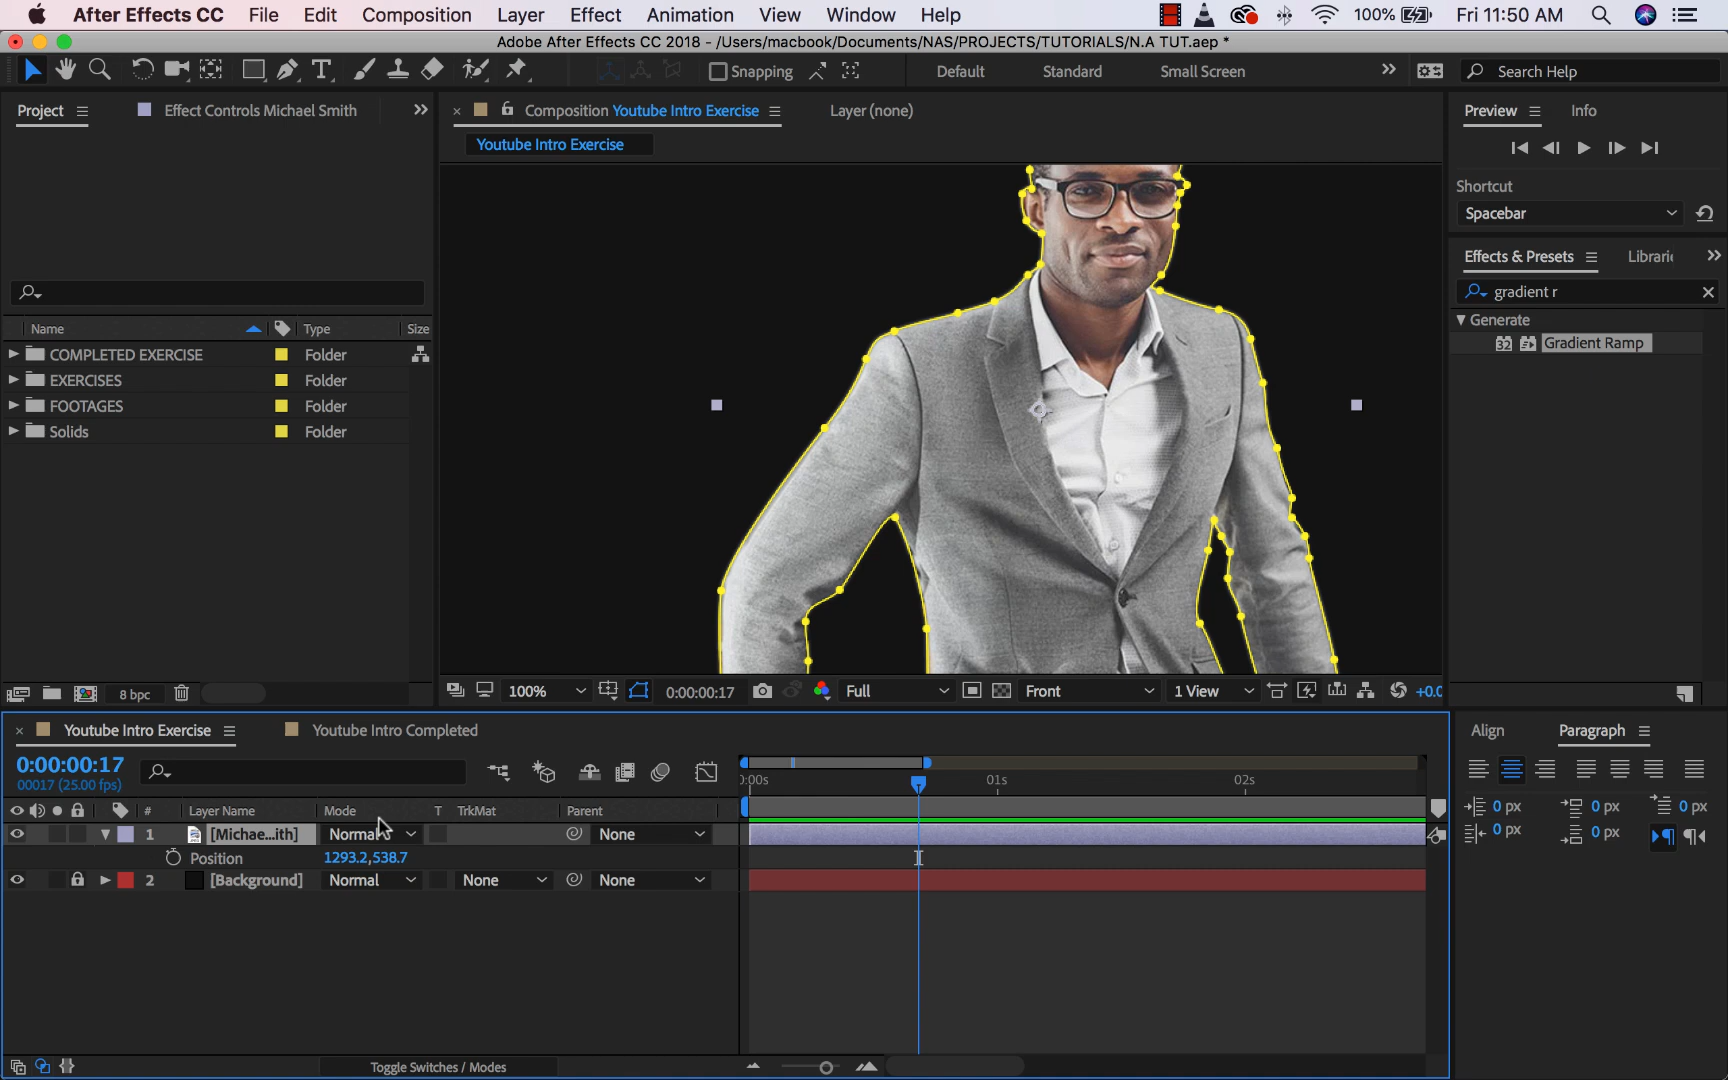 After Effects CC File Edit Composition Layer Effect Animation View Window Help 100% Fri 11:50 AM
Adobe After Effects CC 2018 - /Users/macbook/Documents/NAS/PROJECTS/TUTORIALS/N.A TUT.aep *
Snapping Default Standard Small Screen Search Help
Project Effect Controls Michael Smith
Composition Youtube Intro Exercise Layer (none)
Preview Info
Youtube Intro Exercise
Shortcut
Spacebar
Effects & Presets Librari
gradient r
Generate
32 Gradient Ramp
Name Type Size
COMPLETED EXERCISE Folder
EXERCISES Folder
FOOTAGES Folder
Solids Folder
8 bpc
100% 0:00:00:17 Full Front 1 View +0.0
Youtube Intro Exercise Youtube Intro Completed
Align Paragraph
0:00:00:17
00017 (25.00 fps)
):00s 01s 02s
# Layer Name Mode T TrkMat Parent
1 [Michae...ith] Normal None
Position 1293.2,538.7
2 [Background] Normal None None
0 px 0 px 0 px
0 px 0 px
Toggle Switches / Modes